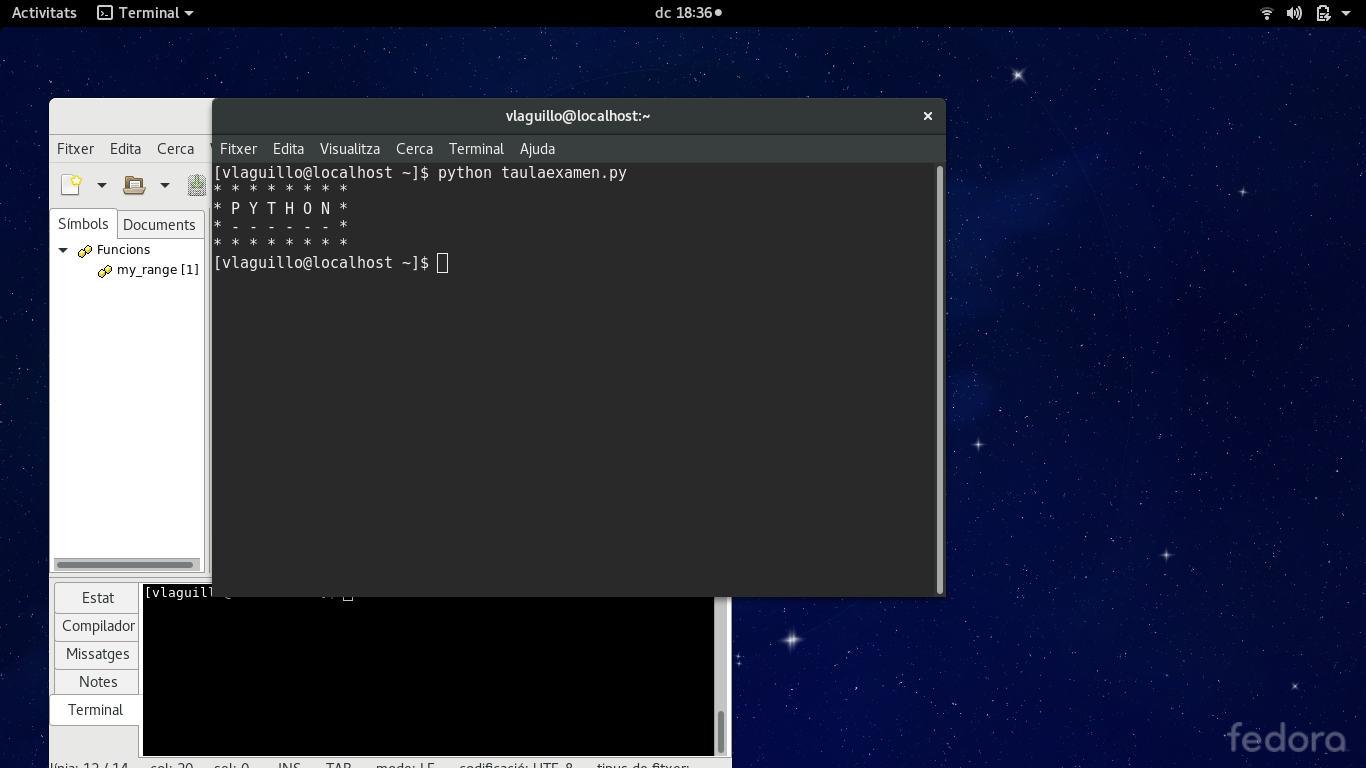 Activitats Terminal dc 18:36
vlaguillo@localhost:~ ×
Fitxer Edita Cerca
Fitxer Edita Visualitza Cerca Terminal Ajuda
[vlaguillo@localhost ~]$ python taulaexamen.py
* * * * * * * *
* P Y T H O N *
* - - - - - - *
* * * * * * * *
[vlaguillo@localhost ~]$
Símbols Documents
Funcions
my_range [1]
Estat
Compilador
Missatges
Notes
Terminal
[vlaguill
línia: 12 / 14 col: 20 sel: 0 INS TAB mode: LF codificació: UTF-8 tipus de fitxer:
fedora